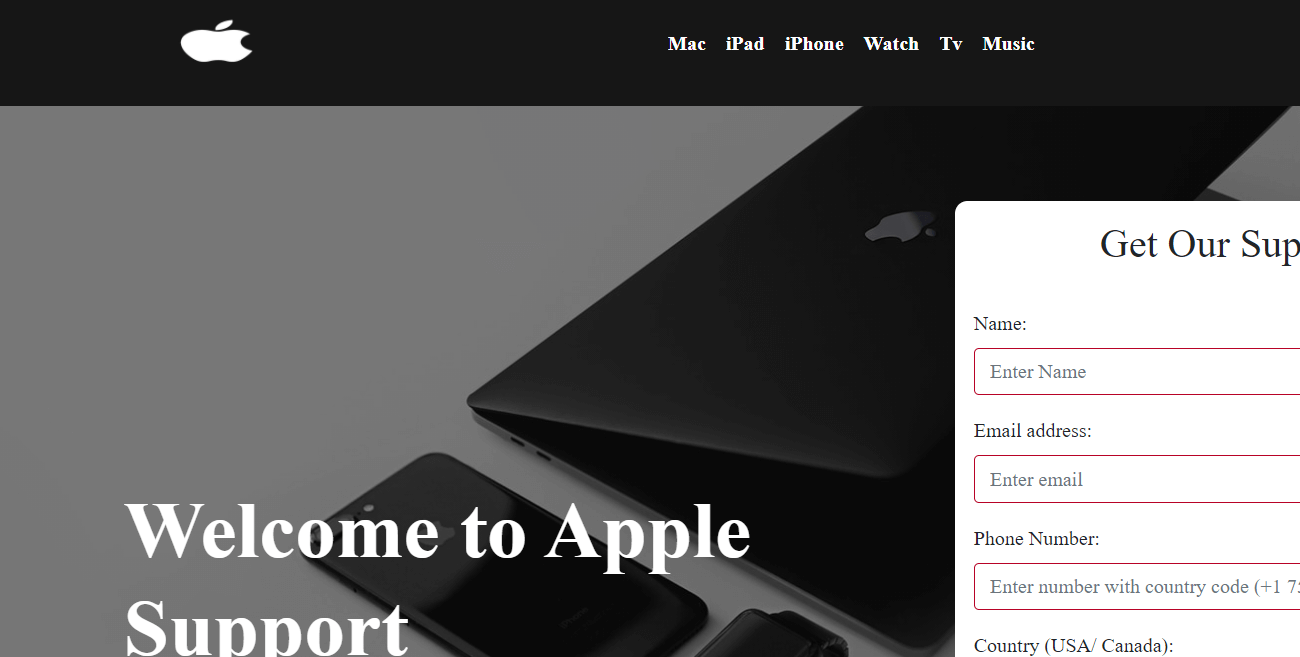 Mac iPad iPhone Watch Tv Music
Get Our Sup
Name:
Enter Name
Email address:
Enter email
Phone Number:
Enter number with country code (+1 75
Country (USA/ Canada):
Welcome to Apple
Support